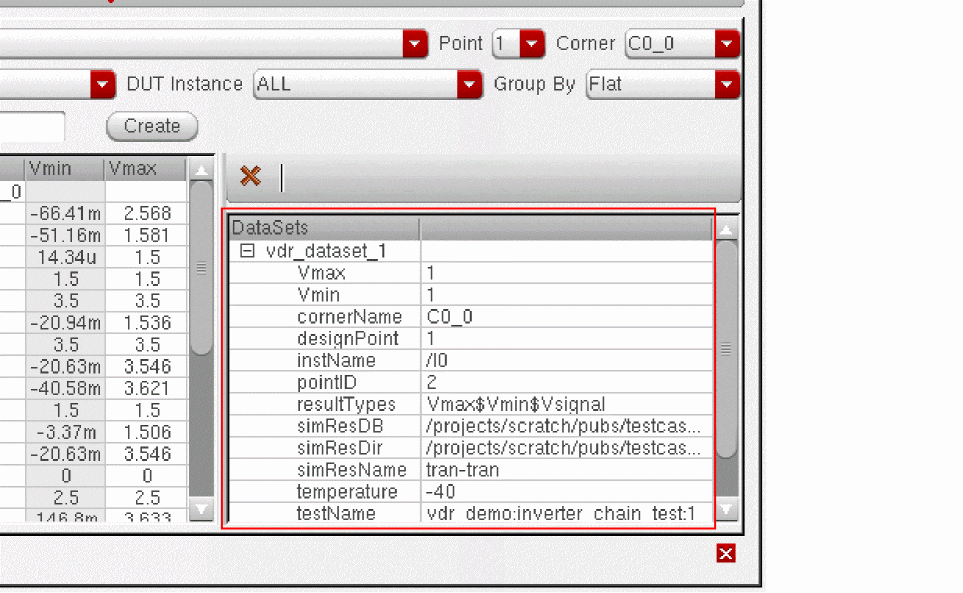 Point 1 Corner C0_0
DUT Instance ALL Group By Flat
Create
Vmin Vmax
_0
-66.41m 2.568
-51.16m 1.581
14.34u 1.5
1.5 1.5
3.5 3.5
-20.94m 1.536
3.5 3.5
-20.63m 3.546
-40.58m 3.621
1.5 1.5
-3.37m 1.506
-20.63m 3.546
0 0
2.5 2.5
146.8m 3.633
DataSets
vdr_dataset_1
Vmax 1
Vmin 1
cornerName C0_0
designPoint 1
instName /I0
pointID 2
resultTypes Vmax$Vmin$Vsignal
simResDB /projects/scratch/pubs/testcas...
simResDir /projects/scratch/pubs/testcas...
simResName tran-tran
temperature -40
testName vdr_demo:inverter_chain_test:1